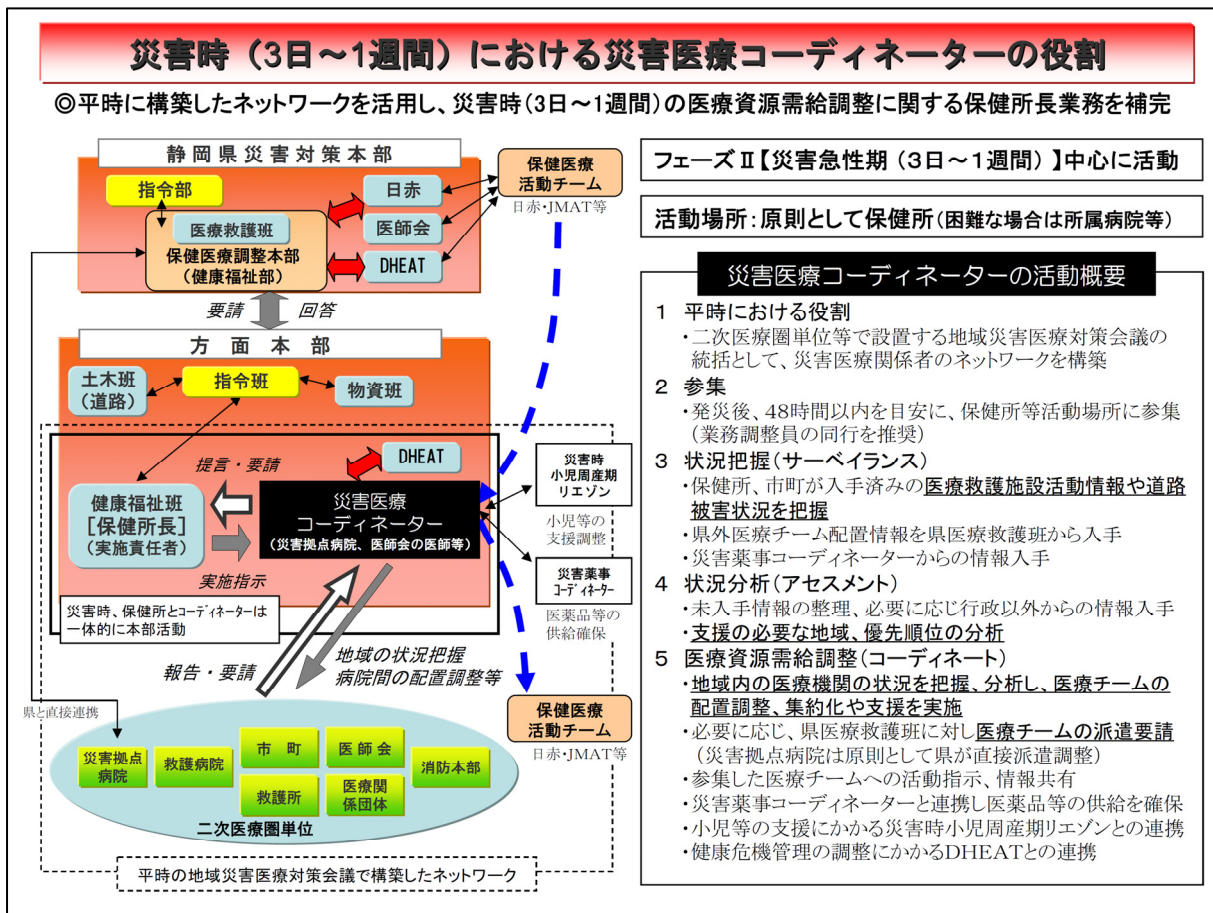 災害時（3日～1週間）における災害医療コーディネーターの役割
◎平時に構築したネットワークを活用し、災害時(3日～1週間)の医療資源需給調整に関する保健所長業務を補完
静岡県災害対策本部
指令部
医療救護班
保健医療調整本部
(健康福祉部)
日赤
医師会
DHEAT
保健医療
活動チーム
日赤・JMAT等
要請
回答
方面本部
土木班
(道路)
指令班
物資班
提言・要請
DHEAT
健康福祉班
[保健所長]
(実施責任者)
災害医療
コーディネーター
(災害拠点病院、医師会の医師等)
実施指示
災害時
小児周産期
リエゾン
小児等の
支援調整
災害薬事
コーディネーター
医薬品等の
供給確保
災害時、保健所とコーディネーターは
一体的に本部活動
報告・要請
地域の状況把握
病院間の配置調整等
県と直接連携
保健医療
活動チーム
日赤・JMAT等
災害拠点
病院
救護病院
市町
医師会
消防本部
救護所
医療関
係団体
二次医療圏単位
平時の地域災害医療対策会議で構築したネットワーク
フェーズⅡ【災害急性期（3日～1週間）】中心に活動
活動場所：原則として保健所(困難な場合は所属病院等)
災害医療コーディネーターの活動概要
1 平時における役割
・二次医療圏単位等で設置する地域災害医療対策会議の
統括として、災害医療関係者のネットワークを構築
2 参集
・発災後、48時間以内を目安に、保健所等活動場所に参集
(業務調整員の同行を推奨)
3 状況把握(サーベイランス)
・保健所、市町が入手済みの医療救護施設活動情報や道路
被害状況を把握
・県外医療チーム配置情報を県医療救護班から入手
・災害薬事コーディネーターからの情報入手
4 状況分析(アセスメント)
・未入手情報の整理、必要に応じ行政以外からの情報入手
・支援の必要な地域、優先順位の分析
5 医療資源需給調整(コーディネート)
・地域内の医療機関の状況を把握、分析し、医療チームの
配置調整、集約化や支援を実施
・必要に応じ、県医療救護班に対し医療チームの派遣要請
(災害拠点病院は原則として県が直接派遣調整)
・参集した医療チームへの活動指示、情報共有
・災害薬事コーディネーターと連携し医薬品等の供給を確保
・小児等の支援にかかる災害時小児周産期リエゾンとの連携
・健康危機管理の調整にかかるDHEATとの連携